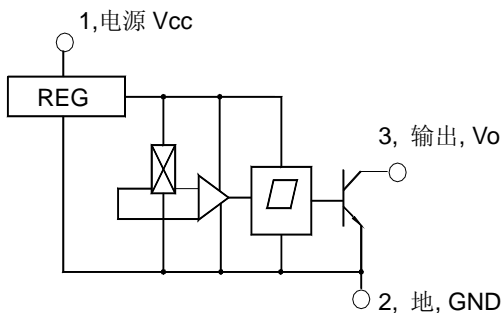 1,电源 Vcc
REG
3, 输出, Vo
2, 地, GND